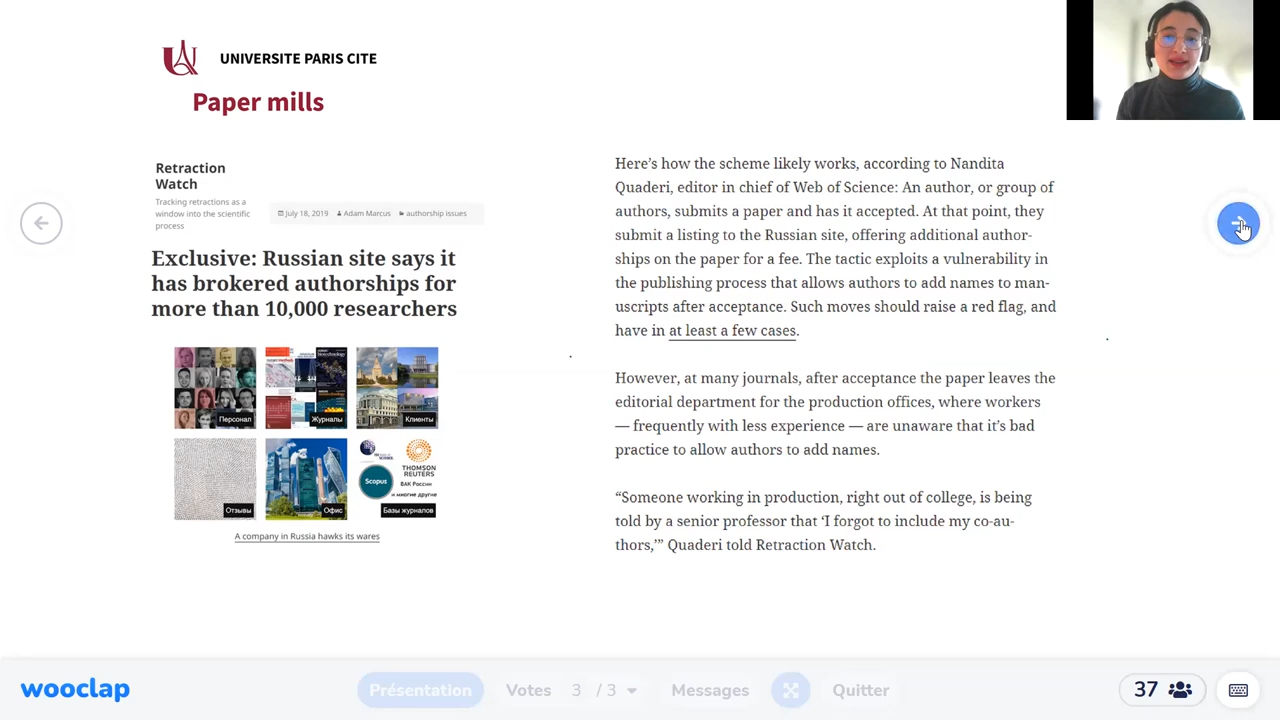 UNIVERSITE PARIS CITE
Paper mills
Retraction
Watch
Tracking retractions as a
window into the scientific
process
July 18, 2019 Adam Marcus authorship issues
Exclusive: Russian site says it
has brokered authorships for
more than 10,000 researchers
Персонал
Журналы
Клиенты
Отзывы
Офис
Scopus
THOMSON
REUTERS
ВАК России
и многие другие
Базы журналов
A company in Russia hawks its wares
Here’s how the scheme likely works, according to Nandita
Quaderi, editor in chief of Web of Science: An author, or group of
authors, submits a paper and has it accepted. At that point, they
submit a listing to the Russian site, offering additional author-
ships on the paper for a fee. The tactic exploits a vulnerability in
the publishing process that allows authors to add names to man-
uscripts after acceptance. Such moves should raise a red flag, and
have in at least a few cases.
However, at many journals, after acceptance the paper leaves the
editorial department for the production offices, where workers
— frequently with less experience — are unaware that it’s bad
practice to allow authors to add names.
“Someone working in production, right out of college, is being
told by a senior professor that ‘I forgot to include my co-au-
thors,’” Quaderi told Retraction Watch.
wooclap
Présentation
Votes 3 / 3
Messages
Quitter
37